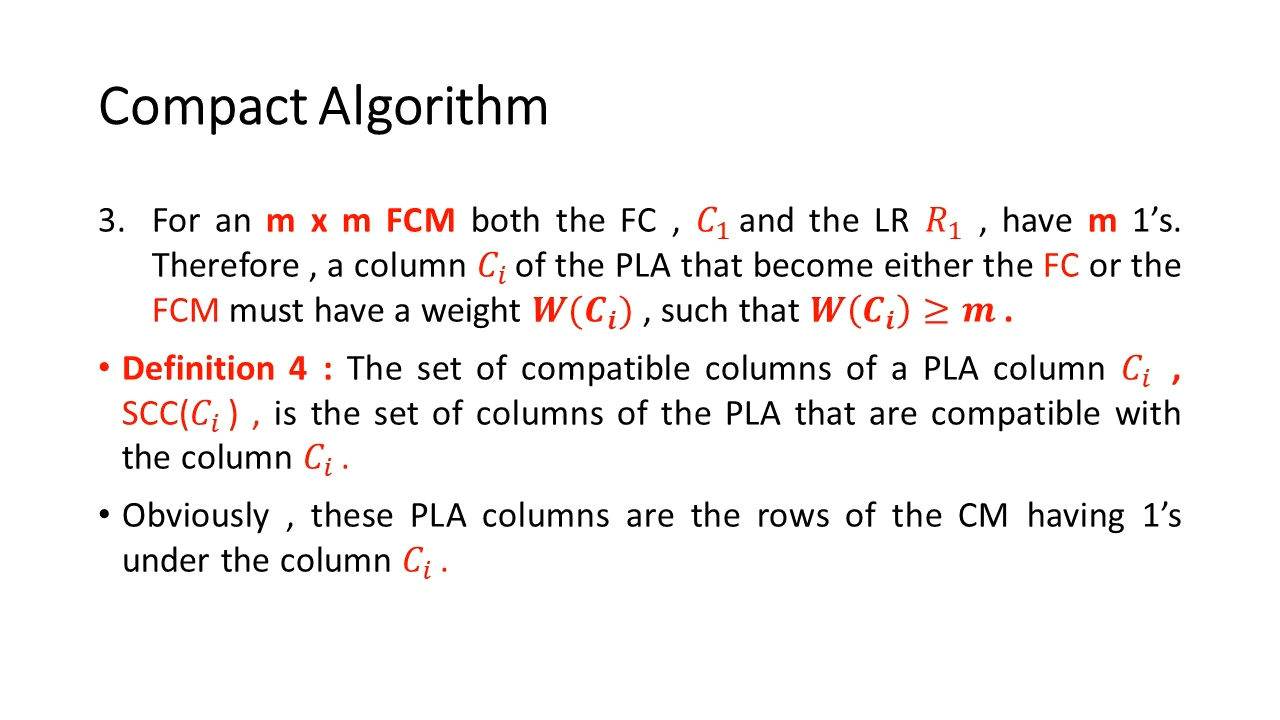 Compact Algorithm
3. For an m x m FCM both the FC , C₁ and the LR R₁ , have m 1’s.
Therefore , a column Cᵢ of the PLA that become either the FC or the
FCM must have a weight W(Cᵢ) , such that W(Cᵢ) ≥ m .
• Definition 4 : The set of compatible columns of a PLA column Cᵢ ,
SCC(Cᵢ ) , is the set of columns of the PLA that are compatible with
the column Cᵢ .
• Obviously , these PLA columns are the rows of the CM having 1’s
under the column Cᵢ .